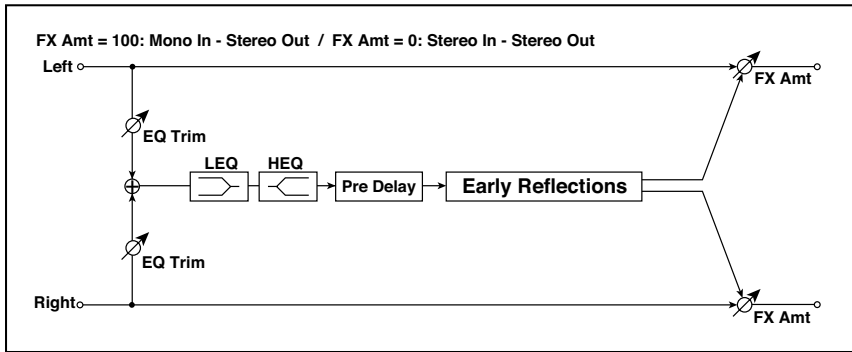 FX Amt = 100: Mono In - Stereo Out / FX Amt = 0: Stereo In - Stereo Out
Left
FX Amt
EQ Trim
LEQ
HEQ
Pre Delay
Early Reflections
EQ Trim
Right
FX Amt